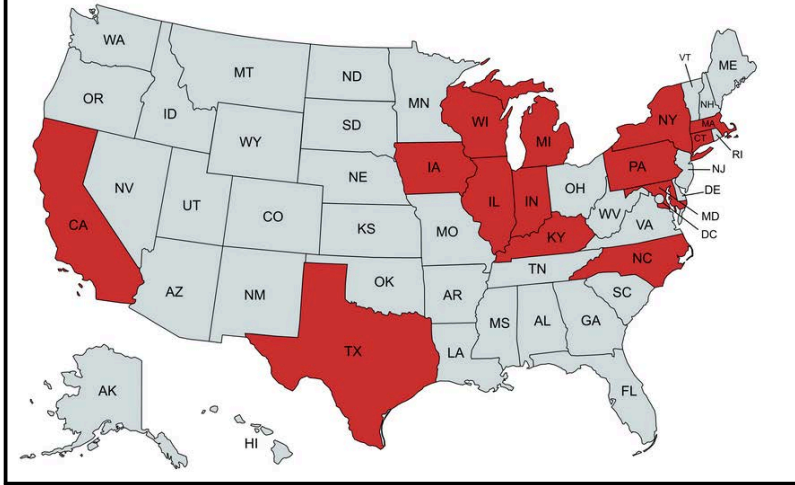 WA
MT
ND
MN
VT
ME
OR
ID
SD
WI
MI
NY
NH
MA
CT
RI
WY
IA
PA
NJ
NV
NE
IL
IN
OH
DE
UT
CO
WV
MD
CA
KS
MO
KY
VA
DC
AZ
NM
OK
TN
NC
AR
SC
MS
AL
GA
TX
LA
FL
AK
HI